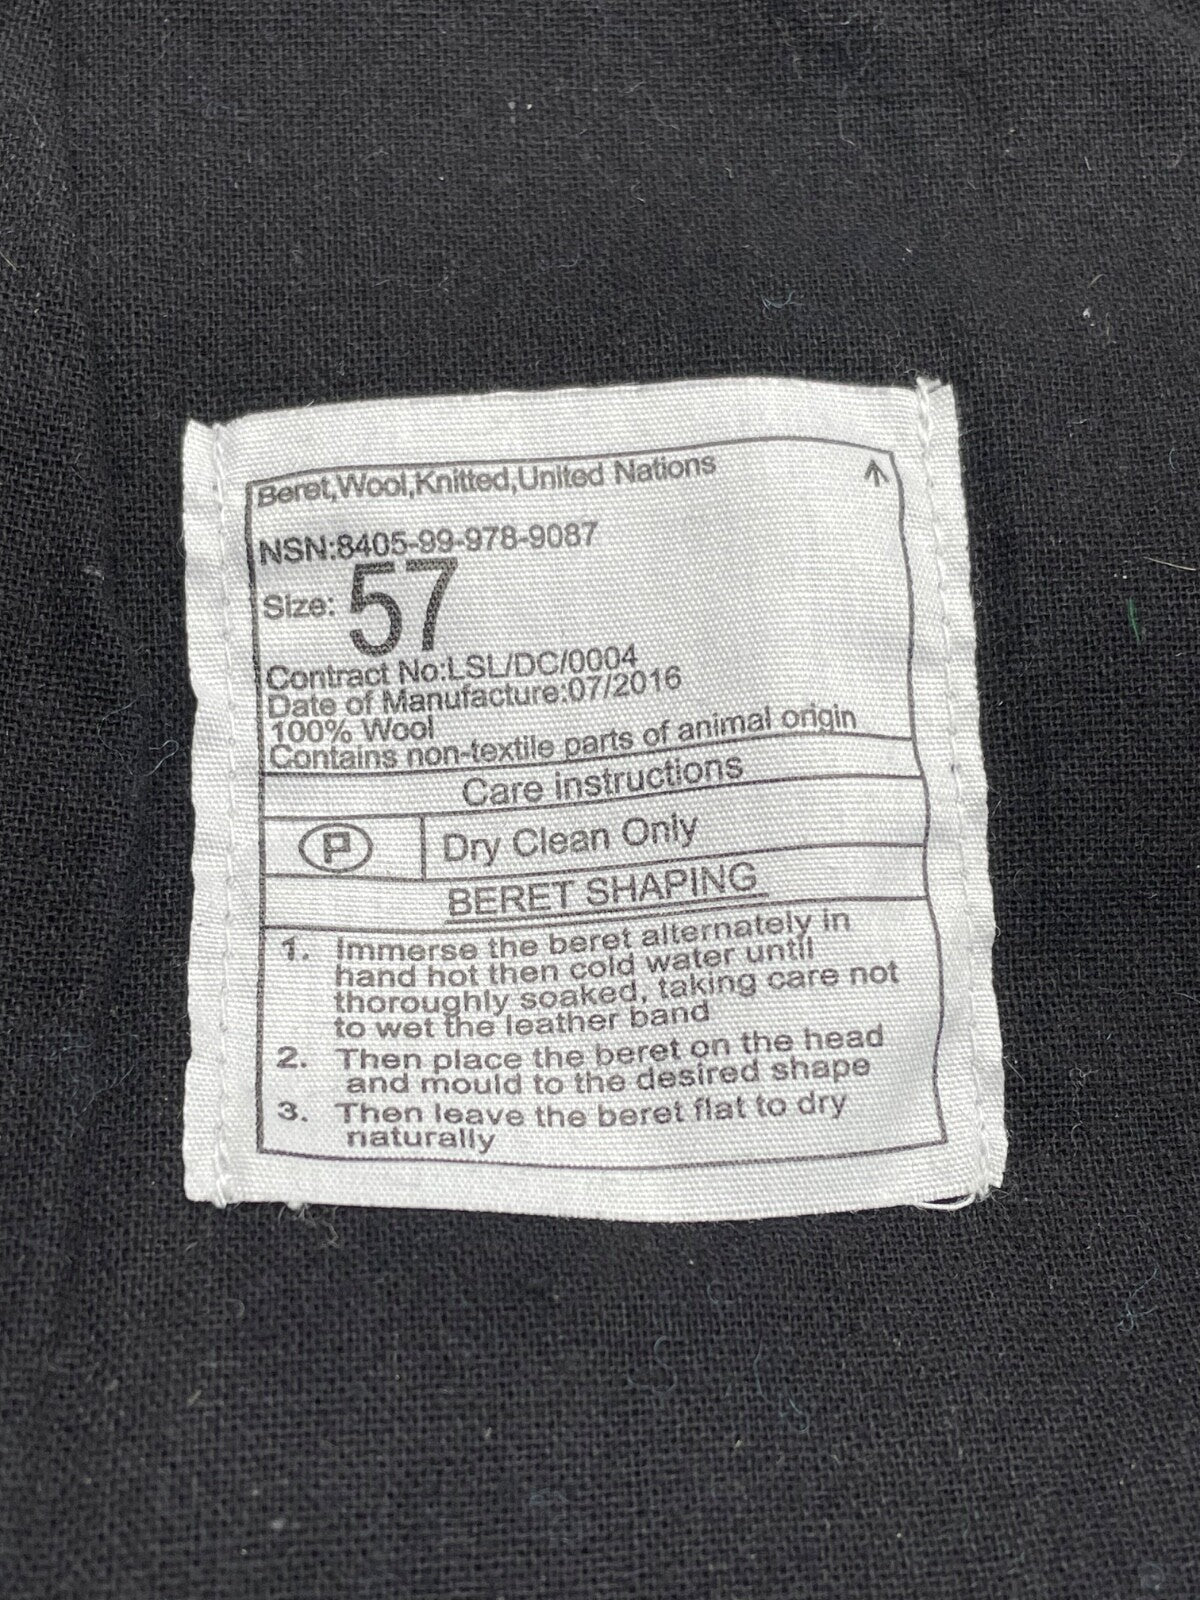 Beret,Wool,Knitted,United Nations
NSN:8405-99-978-9087
Size: 57
Contract No:LSL/DC/0004
Date of Manufacture:07/2016
100% Wool
Contains non-textile parts of animal origin
Care instructions
P Dry Clean Only
BERET SHAPING
1. Immerse the beret alternately in
hand hot then cold water until
thoroughly soaked, taking care not
to wet the leather band
2. Then place the beret on the head
and mould to the desired shape
3. Then leave the beret flat to dry
naturally